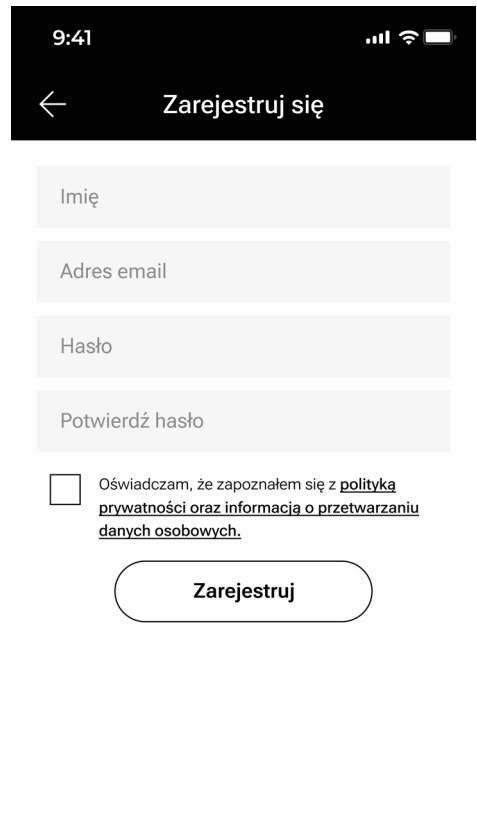 9:41
Zarejestruj się
Imię
Adres email
Hasło
Potwierdź hasło
Oświadczam, że zapoznałem się z polityką
prywatności oraz informacją o przetwarzaniu
danych osobowych.
Zarejestruj